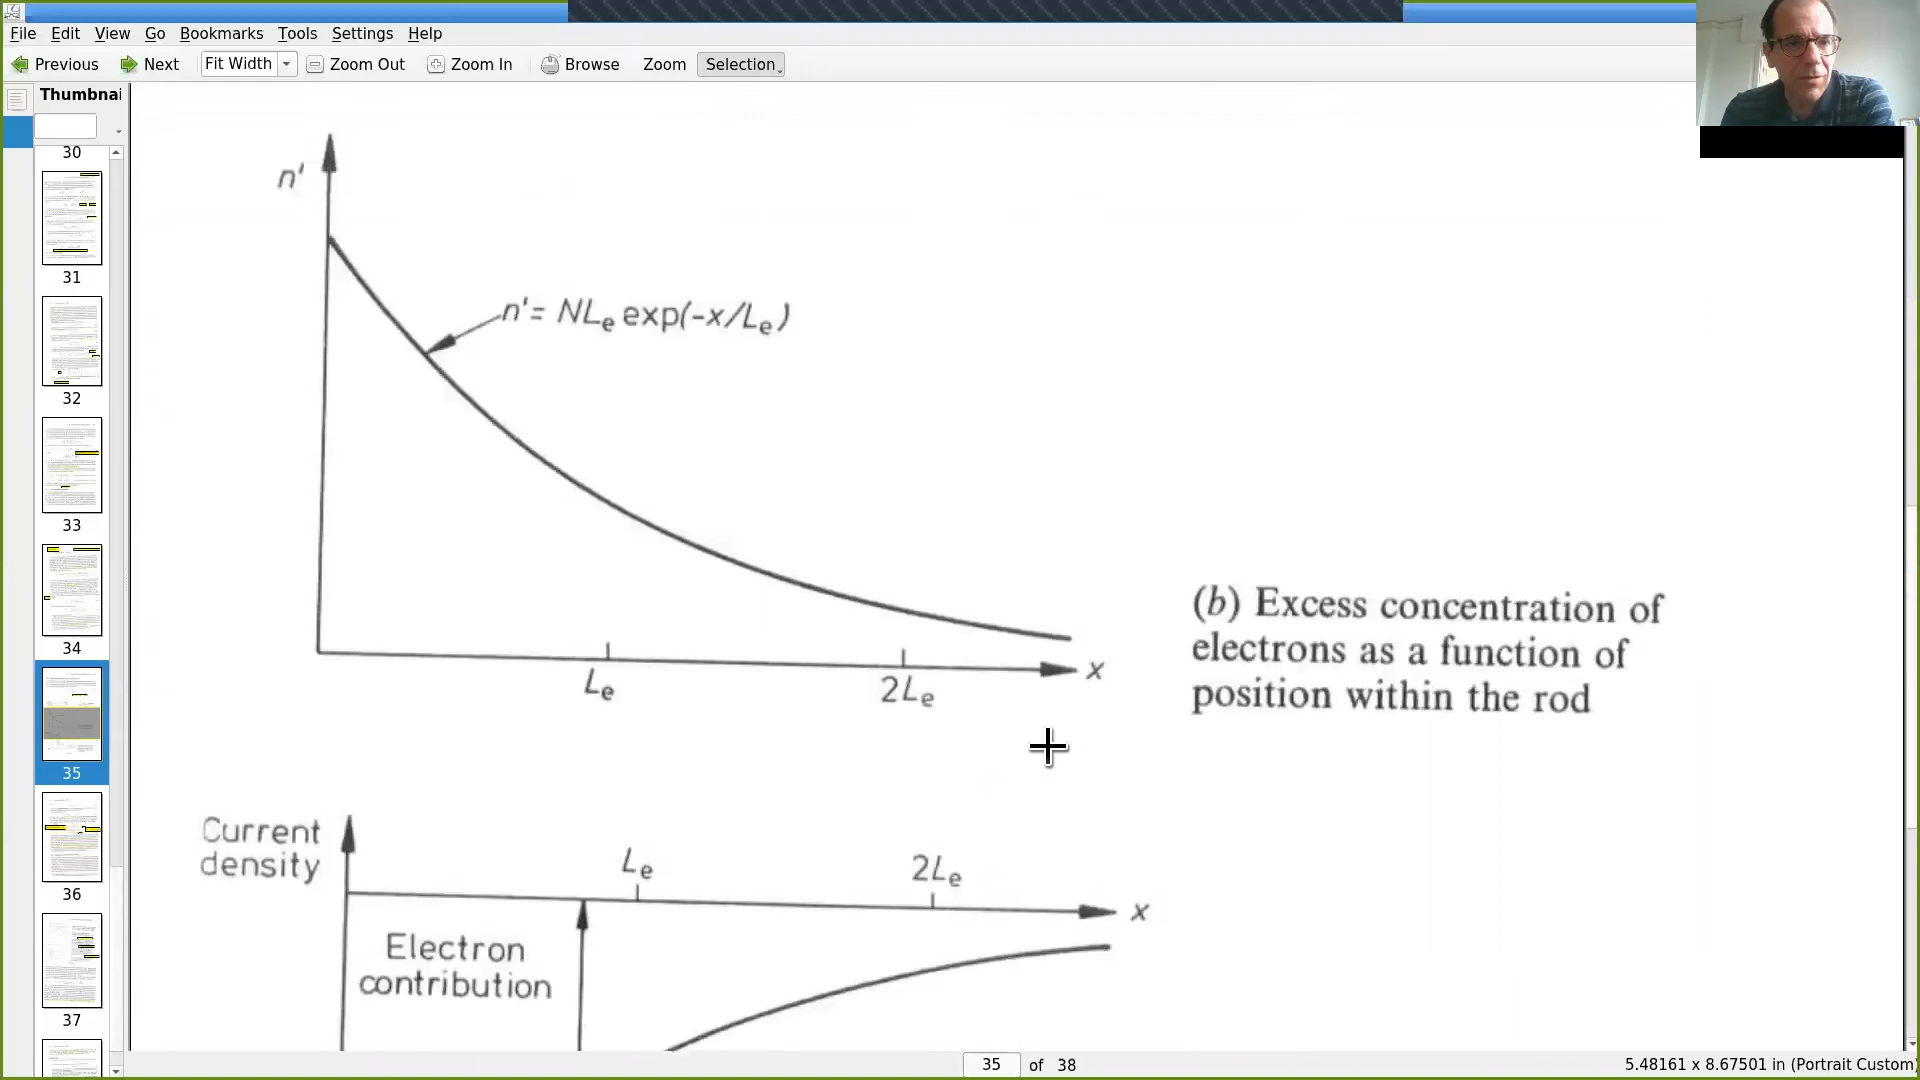 File Edit View Go Bookmarks Tools Settings Help
Previous Next Fit Width Zoom Out Zoom In Browse Zoom Selection
Thumbnai
30
31
32
33
34
35
36
37
n'
n' = NLe exp(-x/Le)
Le
2Le
x
(b) Excess concentration of
electrons as a function of
position within the rod
Current
density
Le
2Le
x
Electron
contribution
35 of 38
5.48161 x 8.67501 in (Portrait Custom)